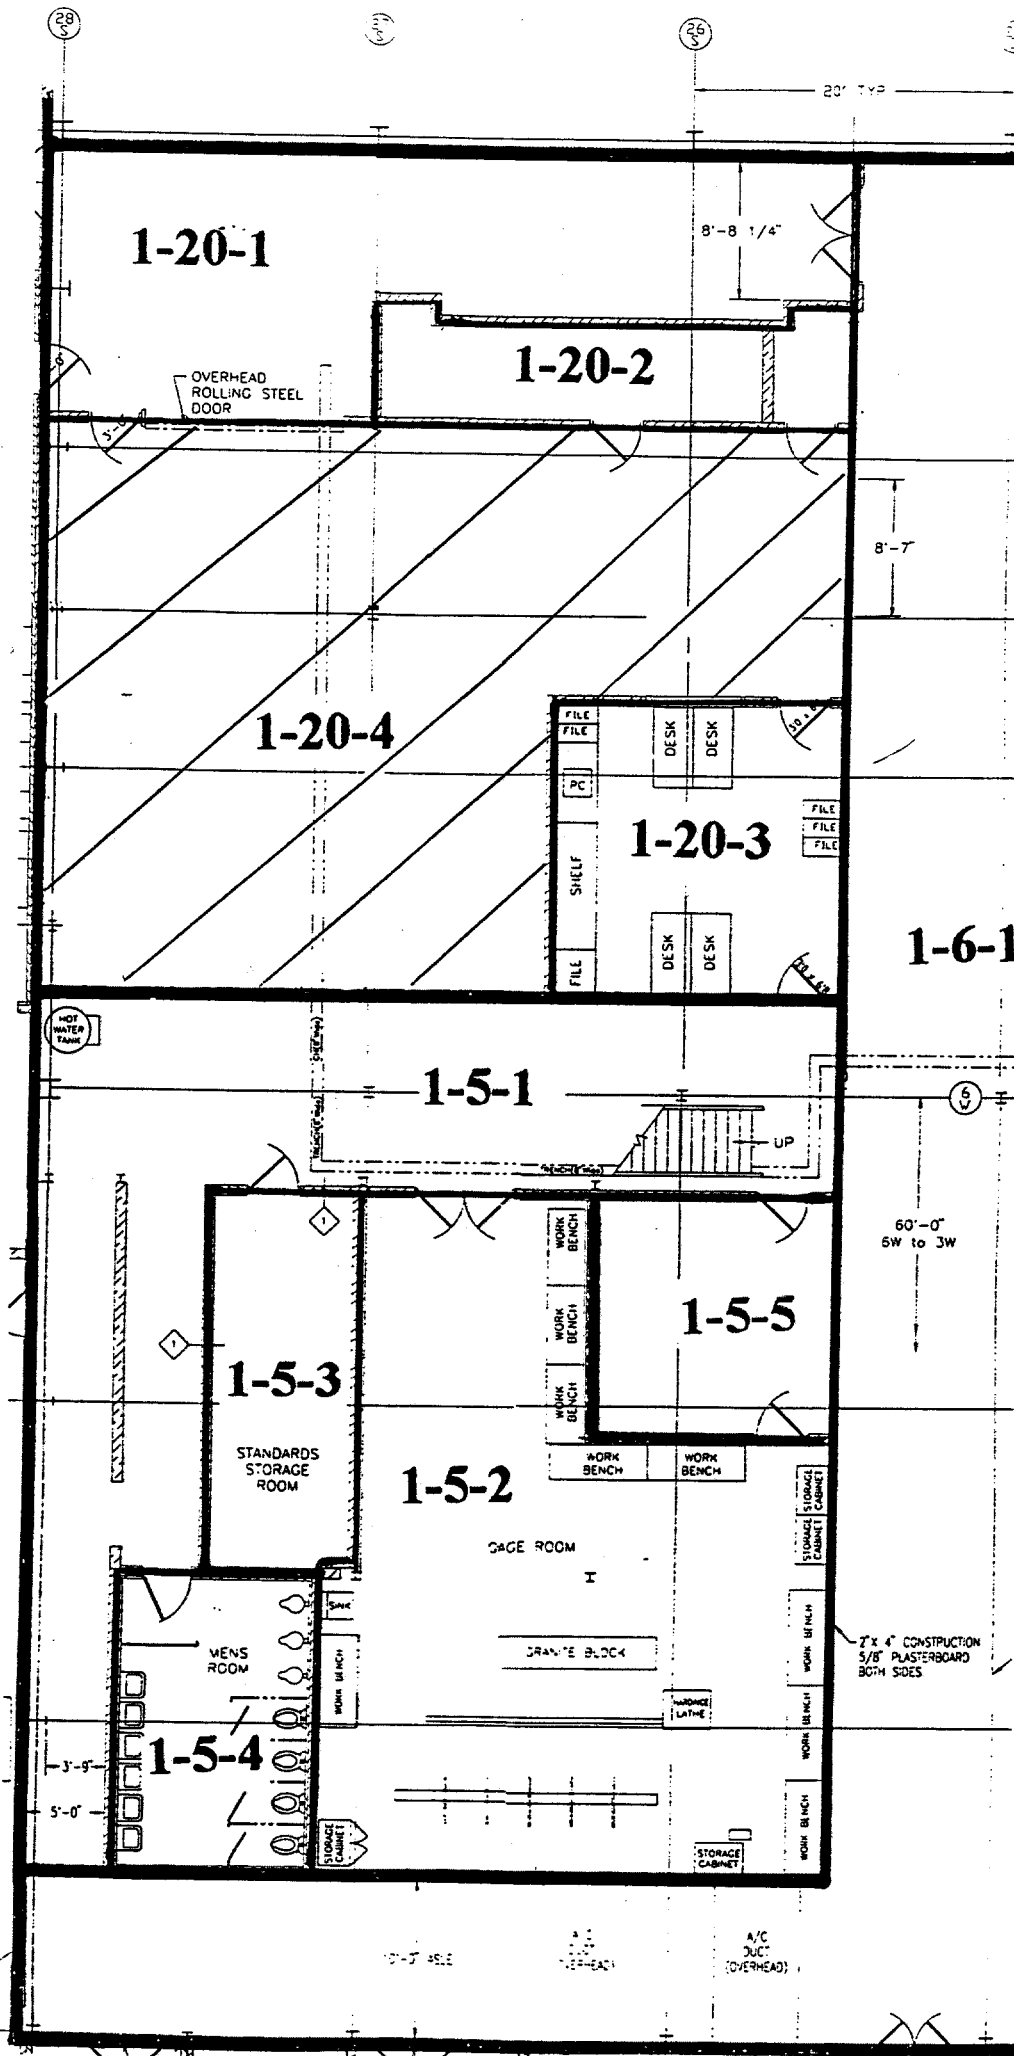 28
S
26
S
20' TYP
1-20-1
8'-8 1/4"
1-20-2
OVERHEAD
ROLLING STEEL
DOOR
8'-7"
1-20-4
FILE
FILE
DESK
DESK
PC
1-20-3
FILE
FILE
FILE
SHELF
1-6-1
FILE
DESK
DESK
HOT
WATER
TANK
1-5-1
6
W
UP
1
60'-0"
6W to 3W
WORK
BENCH
1-5-5
WORK
BENCH
1
1-5-3
WORK
BENCH
STANDARDS
STORAGE
ROOM
WORK
BENCH
WORK
BENCH
1-5-2
STORAGE
CABINET
STORAGE
CABINET
GAGE ROOM
SINK
MENS
ROOM
GRANITE BLOCK
WORK BENCH
2" X 4" CONSTRUCTION
5/8" PLASTERBOARD
BOTH SIDES
WORK BENCH
HARDINGE
LATHE
WORK BENCH
1-5-4
3'-9"
5'-0"
STORAGE
CABINET
STORAGE
CABINET
WORK BENCH
A/C
DUCT
(OVERHEAD)